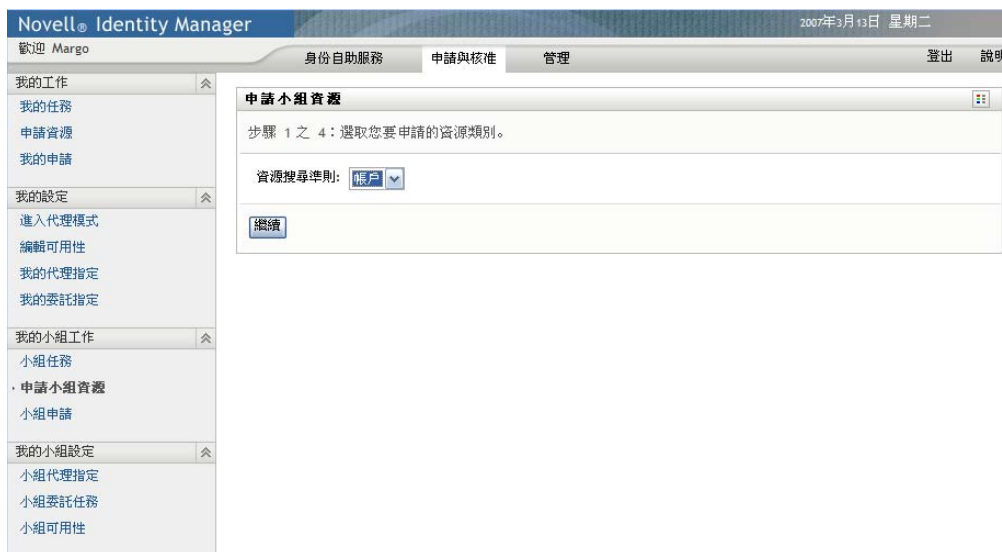 Novell® Identity Manager
2007年3月13日 星期二
歡迎 Margo
身份自助服務
申請與核准
管理
登出
說明
我的工作
我的任務
申請資源
我的申請
我的設定
進入代理模式
編輯可用性
我的代理指定
我的委託指定
我的小組工作
小組任務
申請小組資源
小組申請
我的小組設定
小組代理指定
小組委託任務
小組可用性
申請小組資源
步驟 1 之 4：選取您要申請的資源類別。
資源搜尋準則: 帳戶
繼續